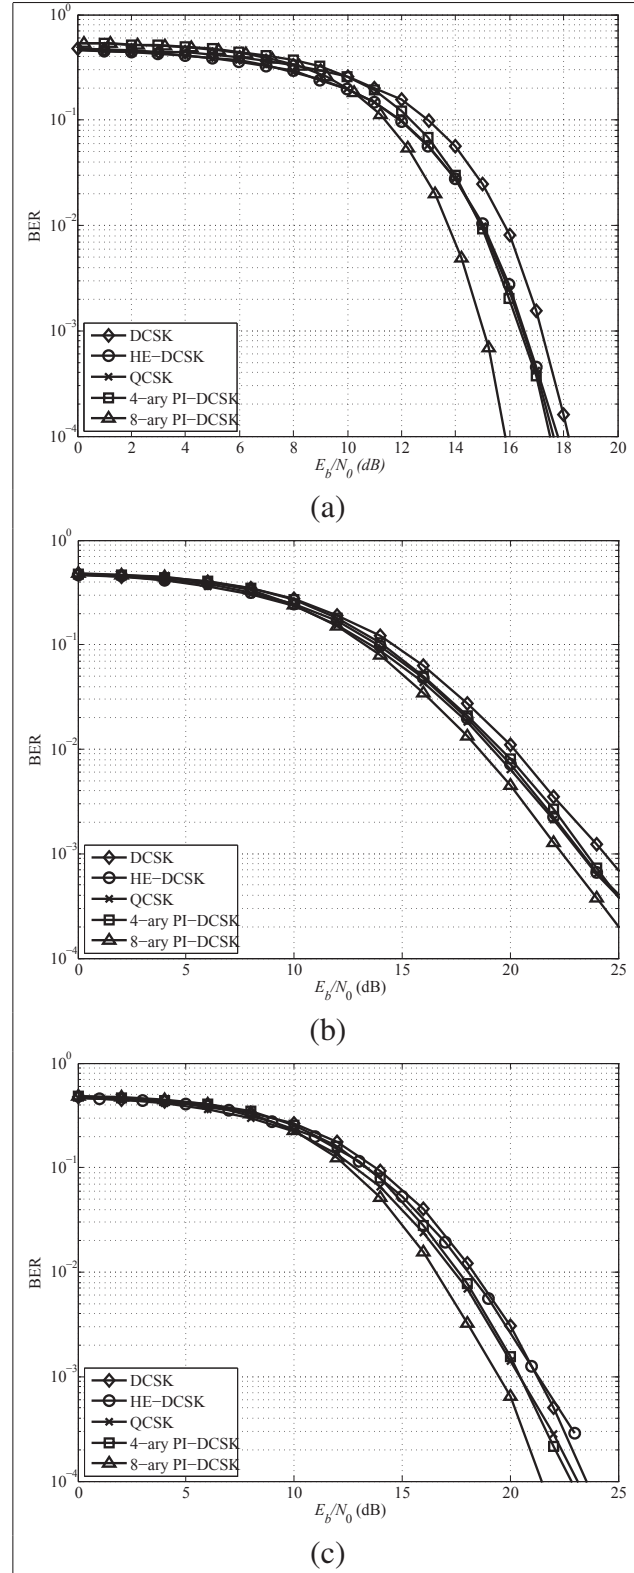 10^0
10^-1
10^-2
10^-3
10^-4
BER
DCSK
HE−DCSK
QCSK
4−ary PI−DCSK
8−ary PI−DCSK
0 2 4 6 8 10 12 14 16 18 20
E_b/N_0 (dB)
(a)
10^0
10^-1
10^-2
10^-3
10^-4
BER
DCSK
HE−DCSK
QCSK
4−ary PI−DCSK
8−ary PI−DCSK
0 5 10 15 20 25
E_b/N_0 (dB)
(b)
10^0
10^-1
10^-2
10^-3
10^-4
BER
DCSK
HE−DCSK
QCSK
4−ary PI−DCSK
8−ary PI−DCSK
0 5 10 15 20 25
E_b/N_0 (dB)
(c)